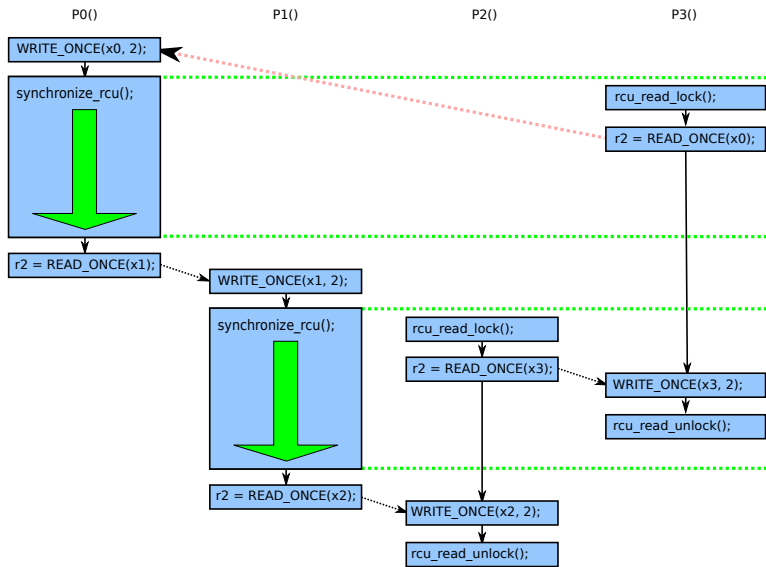 P0()
P1()
P2()
P3()
WRITE_ONCE(x0, 2);
synchronize_rcu();
r2 = READ_ONCE(x1);
WRITE_ONCE(x1, 2);
synchronize_rcu();
r2 = READ_ONCE(x2);
rcu_read_lock();
r2 = READ_ONCE(x3);
WRITE_ONCE(x2, 2);
rcu_read_unlock();
rcu_read_lock();
r2 = READ_ONCE(x0);
WRITE_ONCE(x3, 2);
rcu_read_unlock();